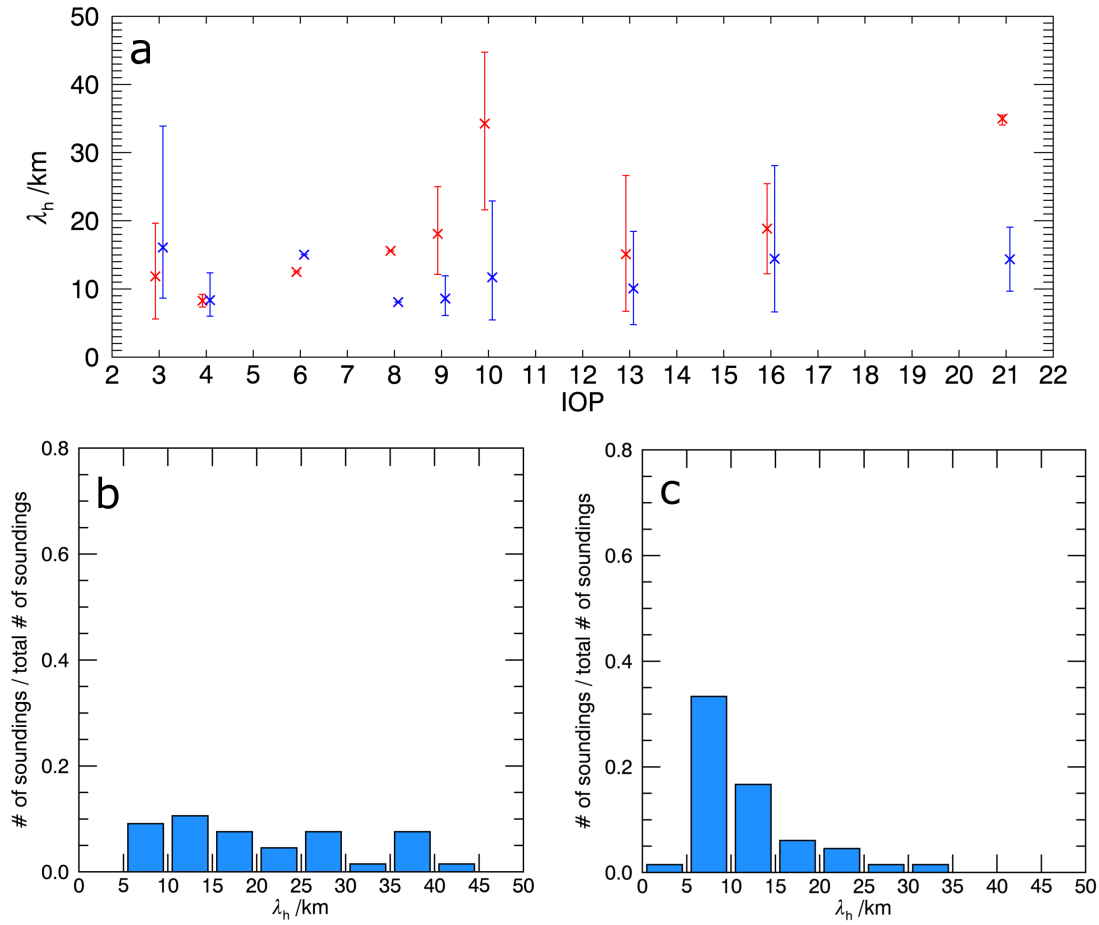 a
50
40
30
20
10
0
λh /km
2 3 4 5 6 7 8 9 10 11 12 13 14 15 16 17 18 19 20 21 22
IOP
b
0.8
0.6
0.4
0.2
0.0
# of soundings / total # of soundings
0 5 10 15 20 25 30 35 40 45 50
λh /km
c
0.8
0.6
0.4
0.2
0.0
# of soundings / total # of soundings
0 5 10 15 20 25 30 35 40 45 50
λh /km